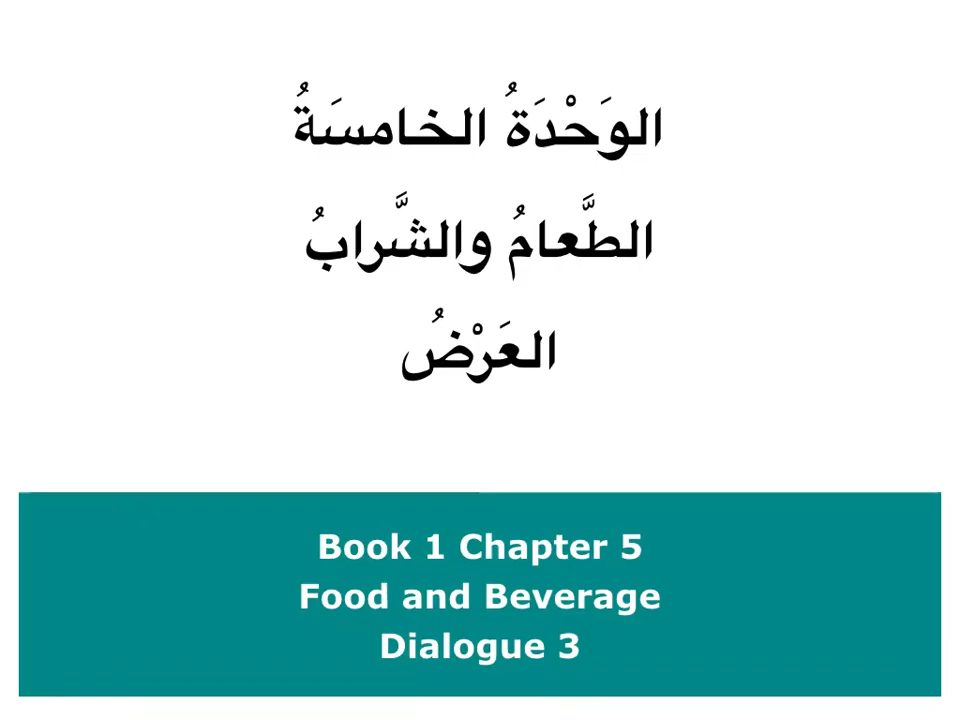 الوَحْدَةُ الخامسَةُ
الطَّعامُ والشَّرابُ
العَرْضُ
Book 1 Chapter 5
Food and Beverage
Dialogue 3